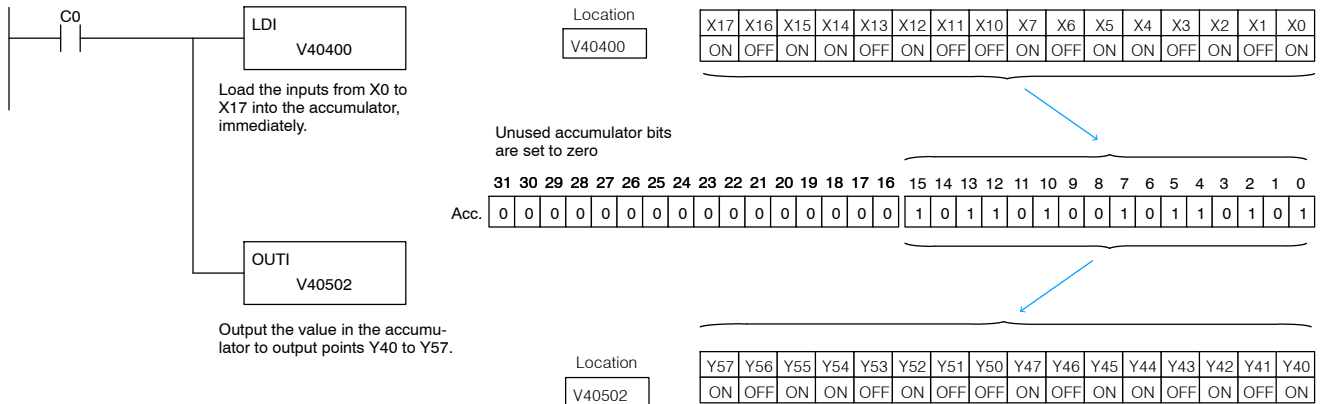 C0
LDI
V40400
Load the inputs from X0 to
X17 into the accumulator,
immediately.
Location
V40400
X17 X16 X15 X14 X13 X12 X11 X10 X7 X6 X5 X4 X3 X2 X1 X0
ON OFF ON ON OFF ON OFF OFF ON OFF ON ON OFF ON OFF ON
Unused accumulator bits
are set to zero
31 30 29 28 27 26 25 24 23 22 21 20 19 18 17 16 15 14 13 12 11 10 9 8 7 6 5 4 3 2 1 0
Acc. 0 0 0 0 0 0 0 0 0 0 0 0 0 0 0 0 1 0 1 1 0 1 0 0 1 0 1 1 0 1 0 1
OUTI
V40502
Output the value in the accumu-
lator to output points Y40 to Y57.
Location
V40502
Y57 Y56 Y55 Y54 Y53 Y52 Y51 Y50 Y47 Y46 Y45 Y44 Y43 Y42 Y41 Y40
ON OFF ON ON OFF ON OFF OFF ON OFF ON ON OFF ON OFF ON